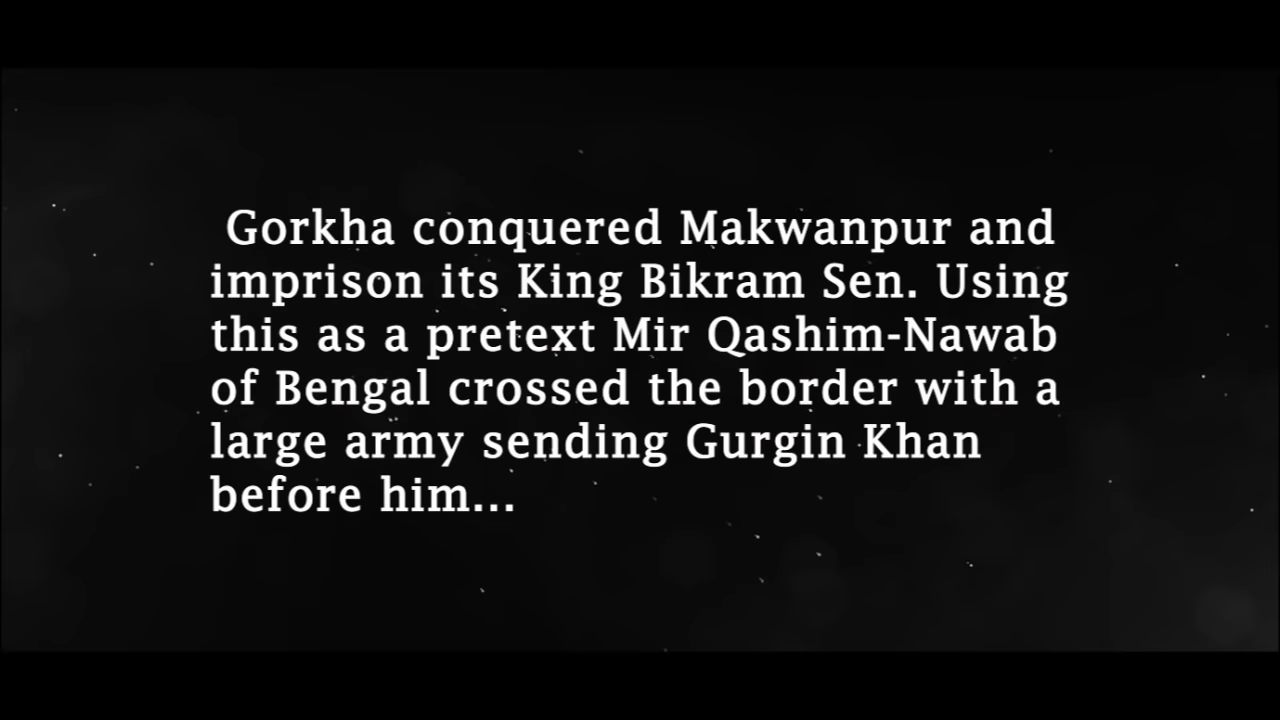 Gorkha conquered Makwanpur and
imprison its King Bikram Sen. Using
this as a pretext Mir Qashim-Nawab
of Bengal crossed the border with a
large army sending Gurgin Khan
before him...